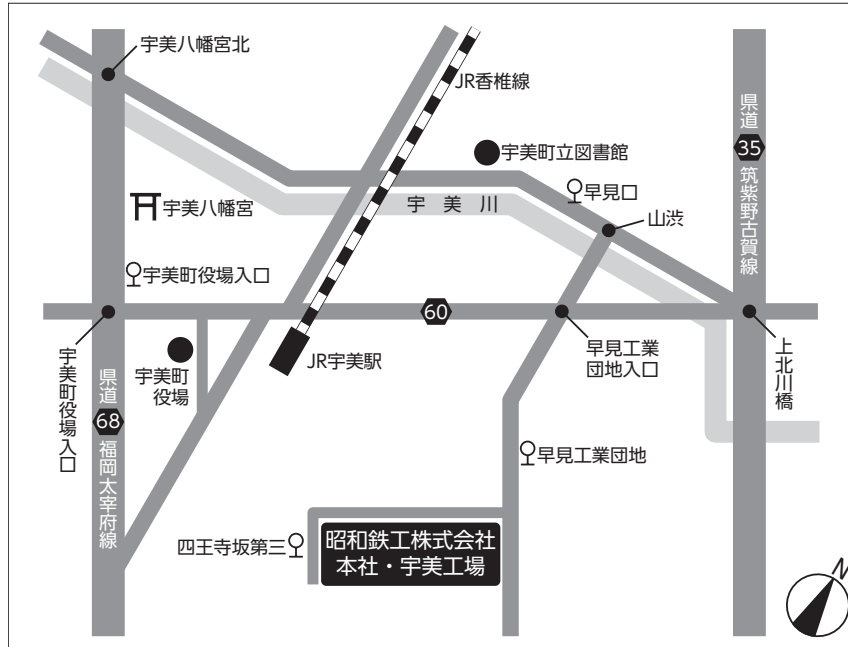 宇美八幡宮北
JR香椎線
県道
35
筑紫野古賀線
宇美町立図書館
早見口
宇美八幡宮
宇美川
山渋
宇美町役場入口
60
宇美町役場入口
宇美町
役場
JR宇美駅
早見工業
団地入口
上北川橋
県道
68
福岡太宰府線
早見工業団地
四王寺坂第三
昭和鉄工株式会社
本社・宇美工場
N